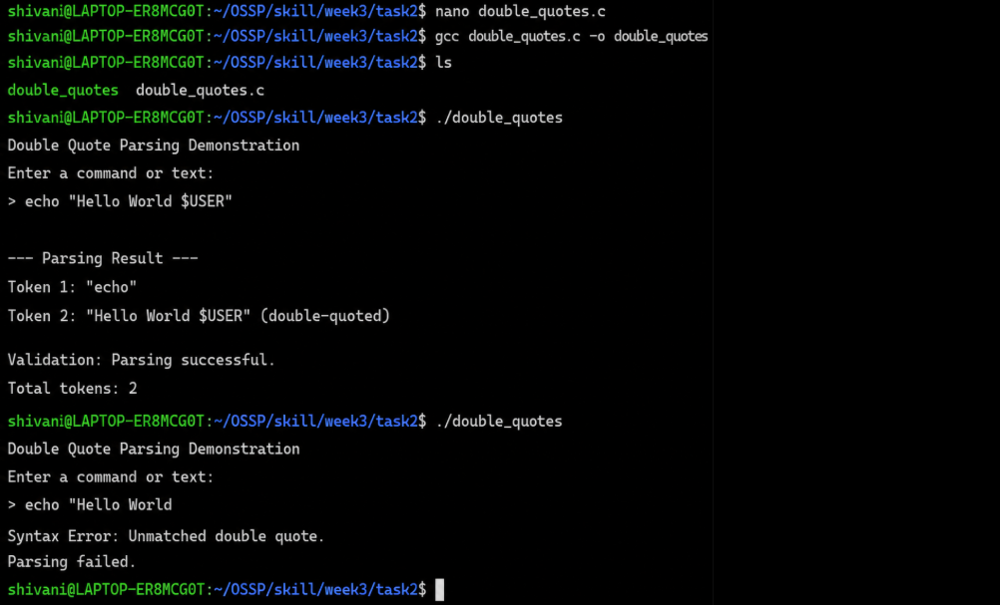 shivani@LAPTOP-ER8MCG0T:~/OSSP/skill/week3/task2$ nano double_quotes.c
shivani@LAPTOP-ER8MCG0T:~/OSSP/skill/week3/task2$ gcc double_quotes.c -o double_quotes
shivani@LAPTOP-ER8MCG0T:~/OSSP/skill/week3/task2$ ls
double_quotes  double_quotes.c
shivani@LAPTOP-ER8MCG0T:~/OSSP/skill/week3/task2$ ./double_quotes
Double Quote Parsing Demonstration
Enter a command or text:
> echo "Hello World $USER"
--- Parsing Result ---
Token 1: "echo"
Token 2: "Hello World $USER" (double-quoted)
Validation: Parsing successful.
Total tokens: 2
shivani@LAPTOP-ER8MCG0T:~/OSSP/skill/week3/task2$ ./double_quotes
Double Quote Parsing Demonstration
Enter a command or text:
> echo "Hello World
Syntax Error: Unmatched double quote.
Parsing failed.
shivani@LAPTOP-ER8MCG0T:~/OSSP/skill/week3/task2$